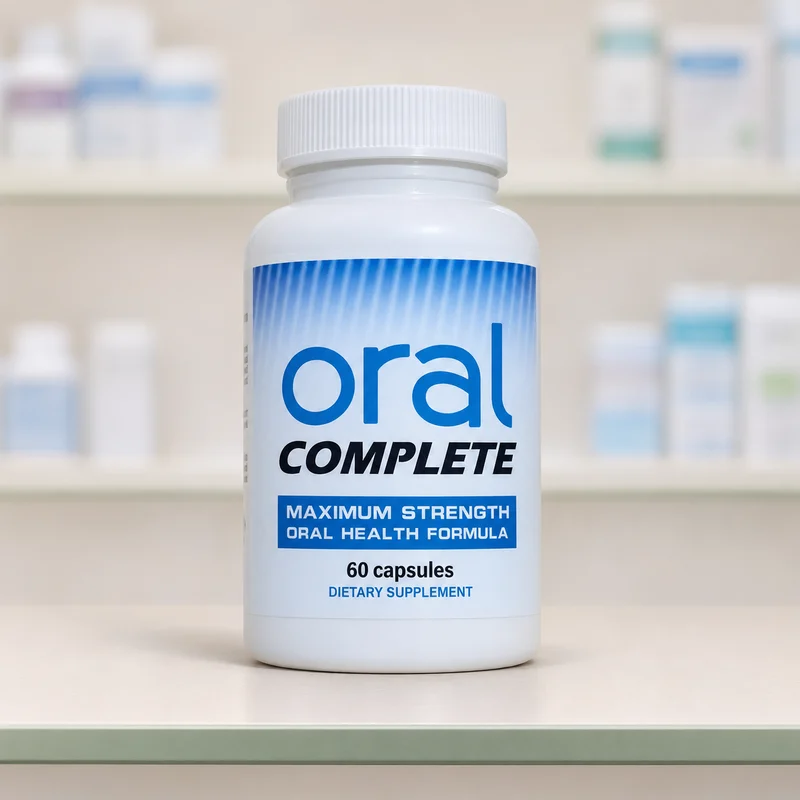 oral
COMPLETE
MAXIMUM STRENGTH
ORAL HEALTH FORMULA
60 capsules
DIETARY SUPPLEMENT